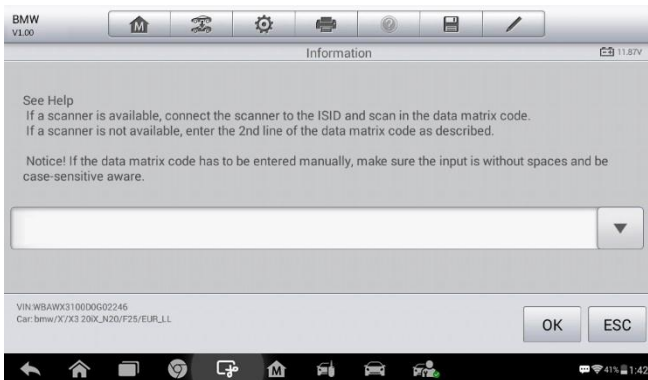 BMW
V1.00
Information
11.87V
See Help
If a scanner is available, connect the scanner to the ISID and scan in the data matrix code.
If a scanner is not available, enter the 2nd line of the data matrix code as described.
Notice! If the data matrix code has to be entered manually, make sure the input is without spaces and be
case-sensitive aware.
VIN:WBAWX310000G02246
Car: bmw/X'/X3 20iX_N20/F25/EUR_LL
OK
ESC
41% 1:42